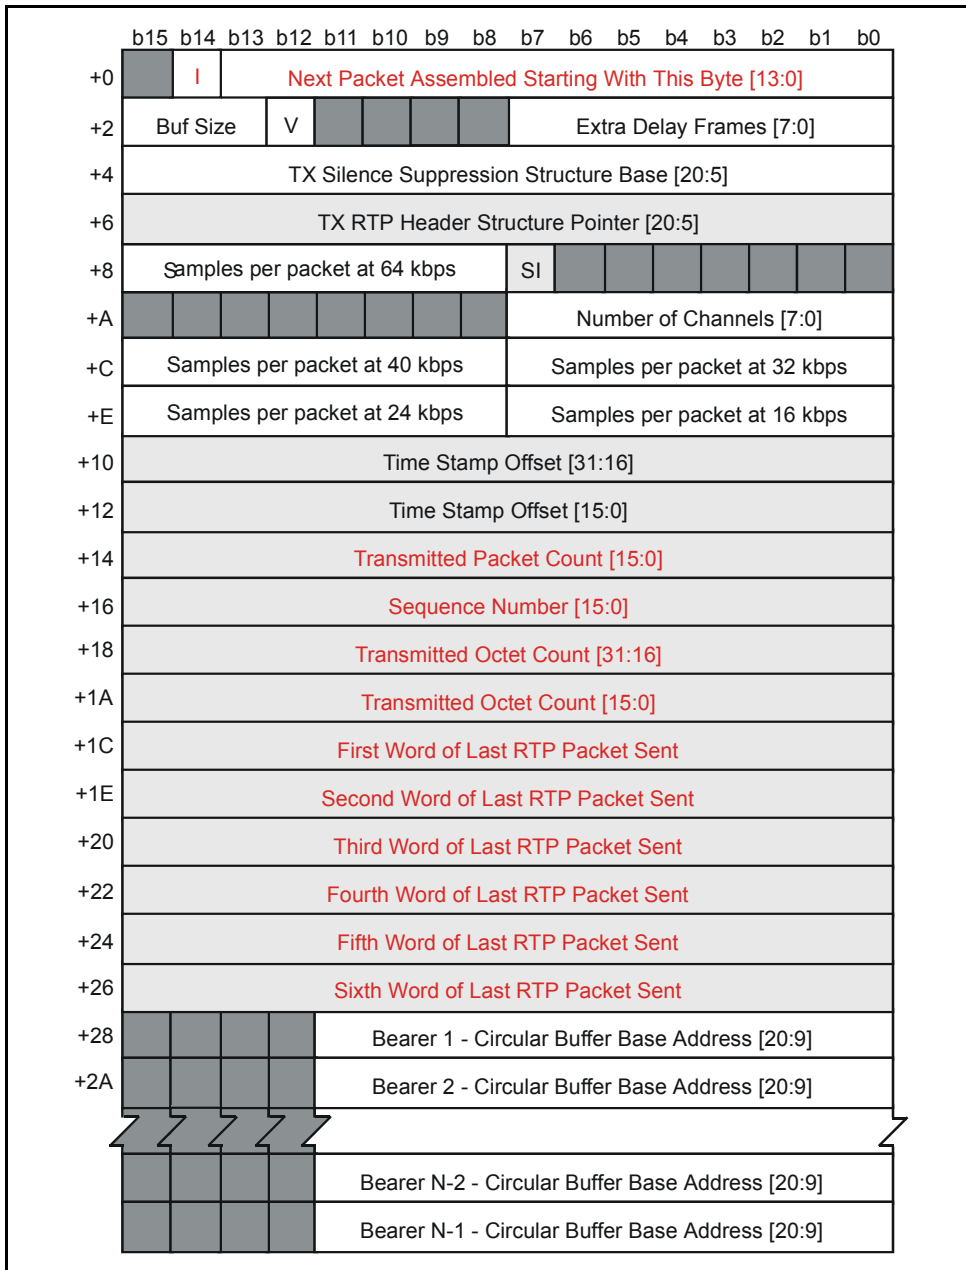 b15 b14 b13 b12 b11 b10 b9 b8 b7 b6 b5 b4 b3 b2 b1 b0
+0 I Next Packet Assembled Starting With This Byte [13:0]
+2 Buf Size V Extra Delay Frames [7:0]
+4 TX Silence Suppression Structure Base [20:5]
+6 TX RTP Header Structure Pointer [20:5]
+8 Samples per packet at 64 kbps SI
+A Number of Channels [7:0]
+C Samples per packet at 40 kbps Samples per packet at 32 kbps
+E Samples per packet at 24 kbps Samples per packet at 16 kbps
+10 Time Stamp Offset [31:16]
+12 Time Stamp Offset [15:0]
+14 Transmitted Packet Count [15:0]
+16 Sequence Number [15:0]
+18 Transmitted Octet Count [31:16]
+1A Transmitted Octet Count [15:0]
+1C First Word of Last RTP Packet Sent
+1E Second Word of Last RTP Packet Sent
+20 Third Word of Last RTP Packet Sent
+22 Fourth Word of Last RTP Packet Sent
+24 Fifth Word of Last RTP Packet Sent
+26 Sixth Word of Last RTP Packet Sent
+28 Bearer 1 - Circular Buffer Base Address [20:9]
+2A Bearer 2 - Circular Buffer Base Address [20:9]
Bearer N-2 - Circular Buffer Base Address [20:9]
Bearer N-1 - Circular Buffer Base Address [20:9]